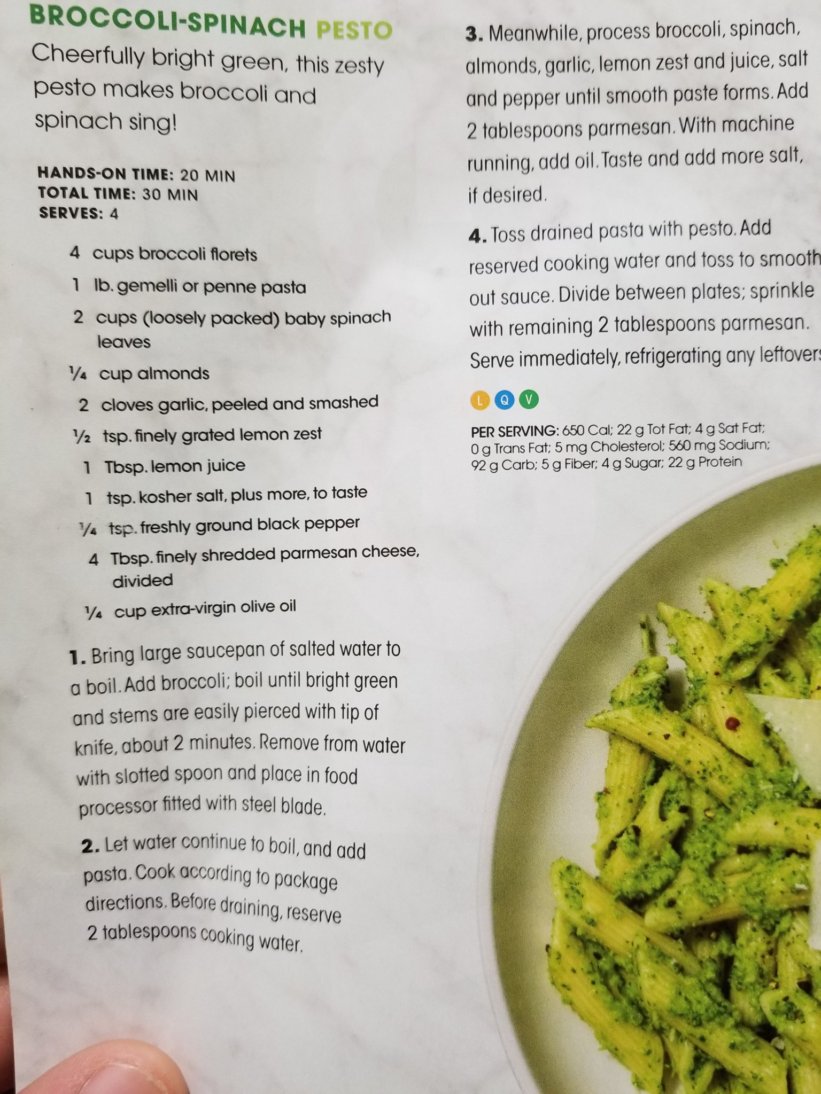 BROCCOLI-SPINACH PESTO
Cheerfully bright green, this zesty
pesto makes broccoli and
spinach sing!
HANDS-ON TIME: 20 MIN
TOTAL TIME: 30 MIN
SERVES: 4
4 cups broccoli florets
1 lb. gemelli or penne pasta
2 cups (loosely packed) baby spinach
leaves
¼ cup almonds
2 cloves garlic, peeled and smashed
½ tsp. finely grated lemon zest
1 Tbsp. lemon juice
1 tsp. kosher salt, plus more, to taste
¼ tsp. freshly ground black pepper
4 Tbsp. finely shredded parmesan cheese,
divided
¼ cup extra-virgin olive oil
1. Bring large saucepan of salted water to
a boil. Add broccoli; boil until bright green
and stems are easily pierced with tip of
knife, about 2 minutes. Remove from water
with slotted spoon and place in food
processor fitted with steel blade.
2. Let water continue to boil, and add
pasta. Cook according to package
directions. Before draining, reserve
2 tablespoons cooking water.
3. Meanwhile, process broccoli, spinach,
almonds, garlic, lemon zest and juice, salt
and pepper until smooth paste forms. Add
2 tablespoons parmesan. With machine
running, add oil. Taste and add more salt,
if desired.
4. Toss drained pasta with pesto. Add
reserved cooking water and toss to smooth
out sauce. Divide between plates; sprinkle
with remaining 2 tablespoons parmesan.
Serve immediately, refrigerating any leftovers
L Q V
PER SERVING: 650 Cal; 22 g Tot Fat; 4 g Sat Fat;
0 g Trans Fat; 5 mg Cholesterol; 560 mg Sodium;
92 g Carb; 5 g Fiber; 4 g Sugar; 22 g Protein